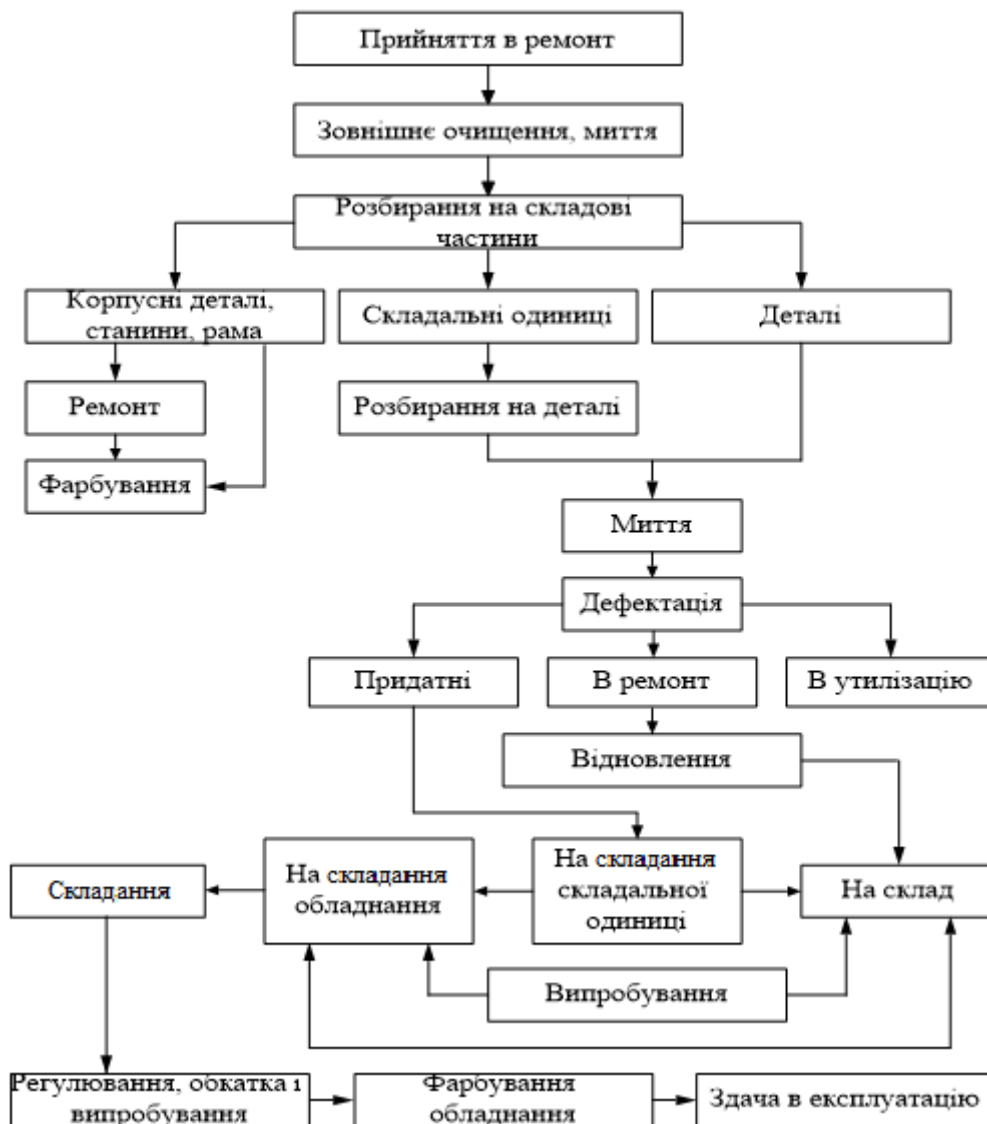 Прийняття в ремонт
Зовнішнє очищення, миття
Розбирання на складові
частини
Корпусні деталі,
станини, рама
Складальні одиниці
Деталі
Ремонт
Розбирання на деталі
Фарбування
Миття
Дефектація
Придатні
В ремонт
В утилізацію
Відновлення
Складання
На складання
обладнання
На складання
складальної
одиниці
На склад
Випробування
Регулювання, обкатка і
випробування
Фарбування
обладнання
Здача в експлуатацію